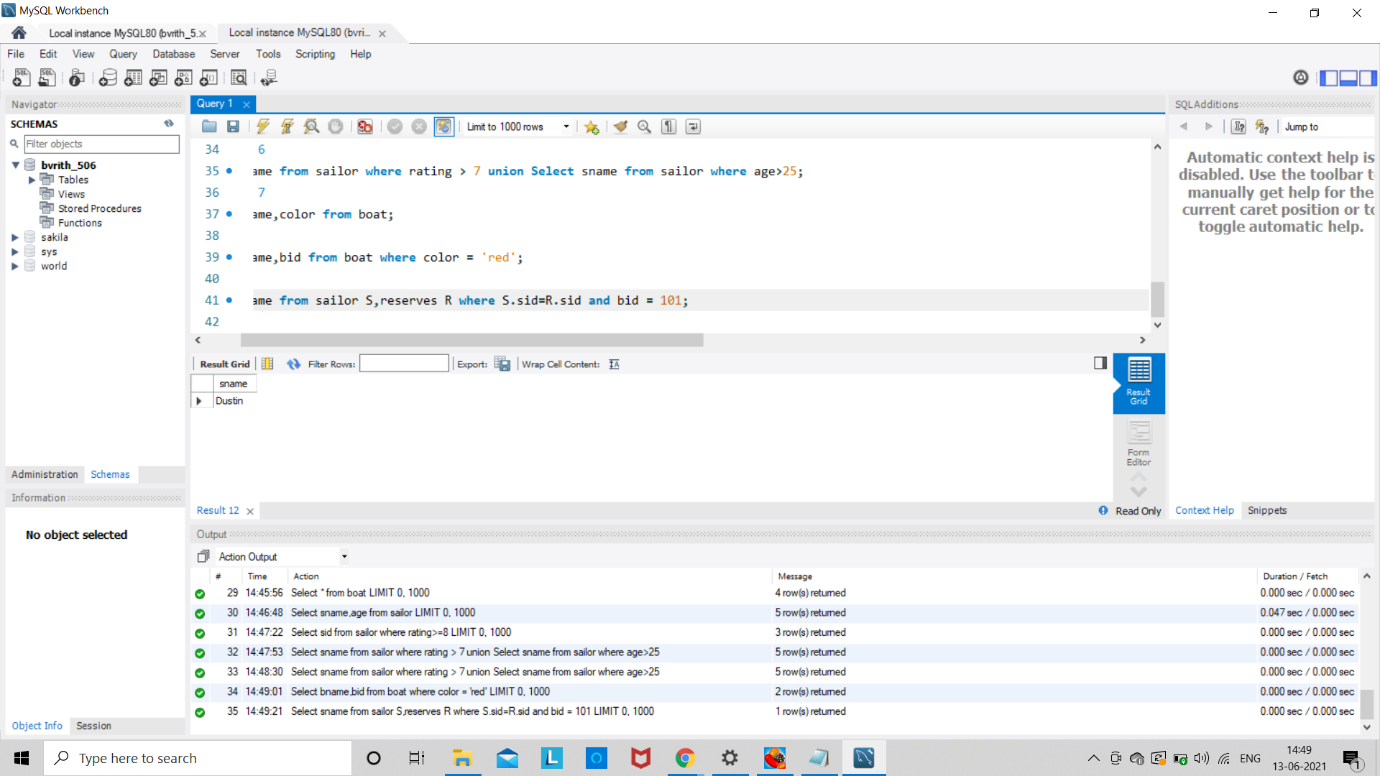 MySQL Workbench
Local instance MySQL80 (bvrith_5.. x
Local instance MySQL80 (bvri... x
File Edit View Query Database Server Tools Scripting Help
Navigator
SCHEMAS
Filter objects
bvrith_506
Tables
Views
Stored Procedures
Functions
sakila
sys
world
Administration Schemas
Information
No object selected
Object Info Session
Query 1 x
Limit to 1000 rows
34 6
35 ame from sailor where rating > 7 union Select sname from sailor where age>25;
36 7
37 ame,color from boat;
38
39 ame,bid from boat where color = 'red';
40
41 ame from sailor S,reserves R where S.sid=R.sid and bid = 101;
42
Result Grid Filter Rows: Export: Wrap Cell Content:
sname
Dustin
Result Grid
Form Editor
Result 12 x
Read Only
SQLAdditions
Jump to
Automatic context help is
disabled. Use the toolbar t
manually get help for the
current caret position or to
toggle automatic help.
Context Help Snippets
Output
Action Output
# Time Action Message Duration / Fetch
29 14:45:56 Select * from boat LIMIT 0, 1000 4 row(s) returned 0.000 sec / 0.000 sec
30 14:46:48 Select sname,age from sailor LIMIT 0, 1000 5 row(s) returned 0.047 sec / 0.000 sec
31 14:47:22 Select sid from sailor where rating>=8 LIMIT 0, 1000 3 row(s) returned 0.000 sec / 0.000 sec
32 14:47:53 Select sname from sailor where rating > 7 union Select sname from sailor where age>25 5 row(s) returned 0.000 sec / 0.000 sec
33 14:48:30 Select sname from sailor where rating > 7 union Select sname from sailor where age>25 5 row(s) returned 0.000 sec / 0.000 sec
34 14:49:01 Select bname,bid from boat where color = 'red' LIMIT 0, 1000 2 row(s) returned 0.000 sec / 0.000 sec
35 14:49:21 Select sname from sailor S,reserves R where S.sid=R.sid and bid = 101 LIMIT 0, 1000 1 row(s) returned 0.000 sec / 0.000 sec
Type here to search
L
ENG
14:49
13-06-2021
1